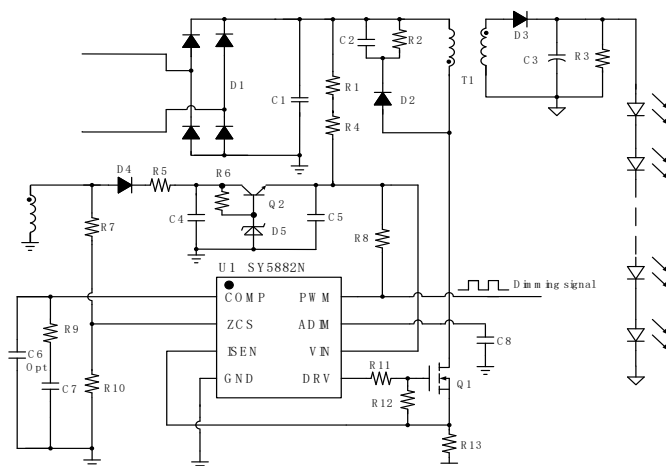 C2
R2
D3
D1
C1
R1
D2
T1
C3
R3
R4
D4
R5
R6
Q2
R7
C4
D5
C5
R8
U1 SY5882N
COMP
PWM
Dimming signal
ZCS
ADIM
ISEN
VIN
GND
DRV
C8
R9
C6
Opt
C7
R10
R11
R12
Q1
R13